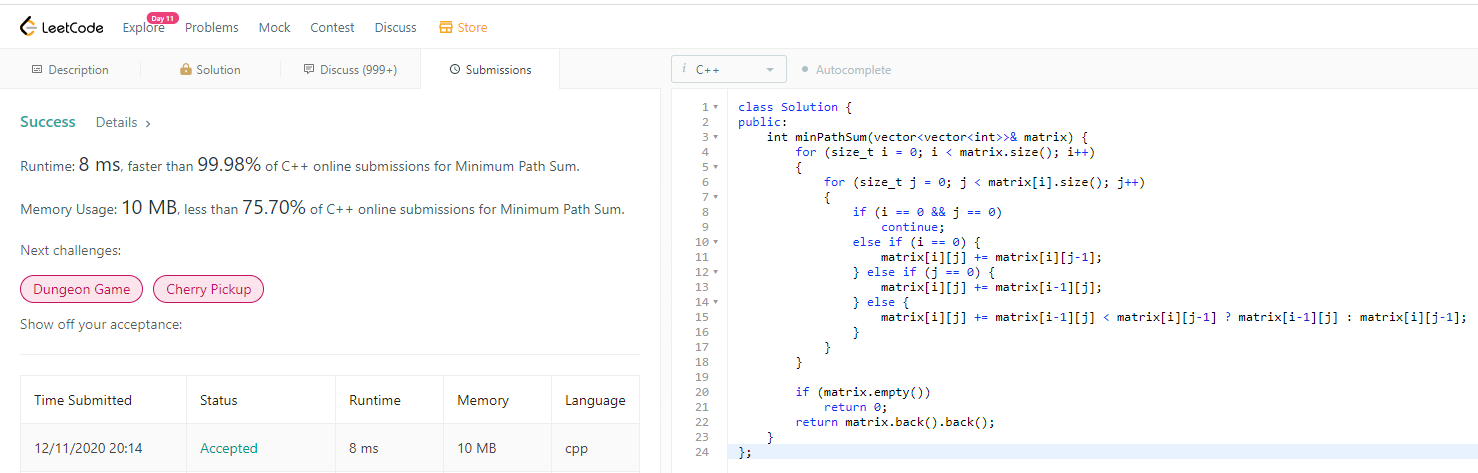 LeetCode Explore Day 11 Problems Mock Contest Discuss Store
Description Solution Discuss (999+) Submissions
Success Details >
Runtime: 8 ms, faster than 99.98% of C++ online submissions for Minimum Path Sum.
Memory Usage: 10 MB, less than 75.70% of C++ online submissions for Minimum Path Sum.
Next challenges:
Dungeon Game Cherry Pickup
Show off your acceptance:
Time Submitted Status Runtime Memory Language
12/11/2020 20:14 Accepted 8 ms 10 MB cpp
i C++ Autocomplete
1 class Solution {
2 public:
3     int minPathSum(vector<vector<int>>& matrix) {
4         for (size_t i = 0; i < matrix.size(); i++)
5         {
6             for (size_t j = 0; j < matrix[i].size(); j++)
7             {
8                 if (i == 0 && j == 0)
9                     continue;
10                 else if (i == 0) {
11                     matrix[i][j] += matrix[i][j-1];
12                 } else if (j == 0) {
13                     matrix[i][j] += matrix[i-1][j];
14                 } else {
15                     matrix[i][j] += matrix[i-1][j] < matrix[i][j-1] ? matrix[i-1][j] : matrix[i][j-1];
16                 }
17             }
18         }
19
20         if (matrix.empty())
21             return 0;
22         return matrix.back().back();
23     }
24 };